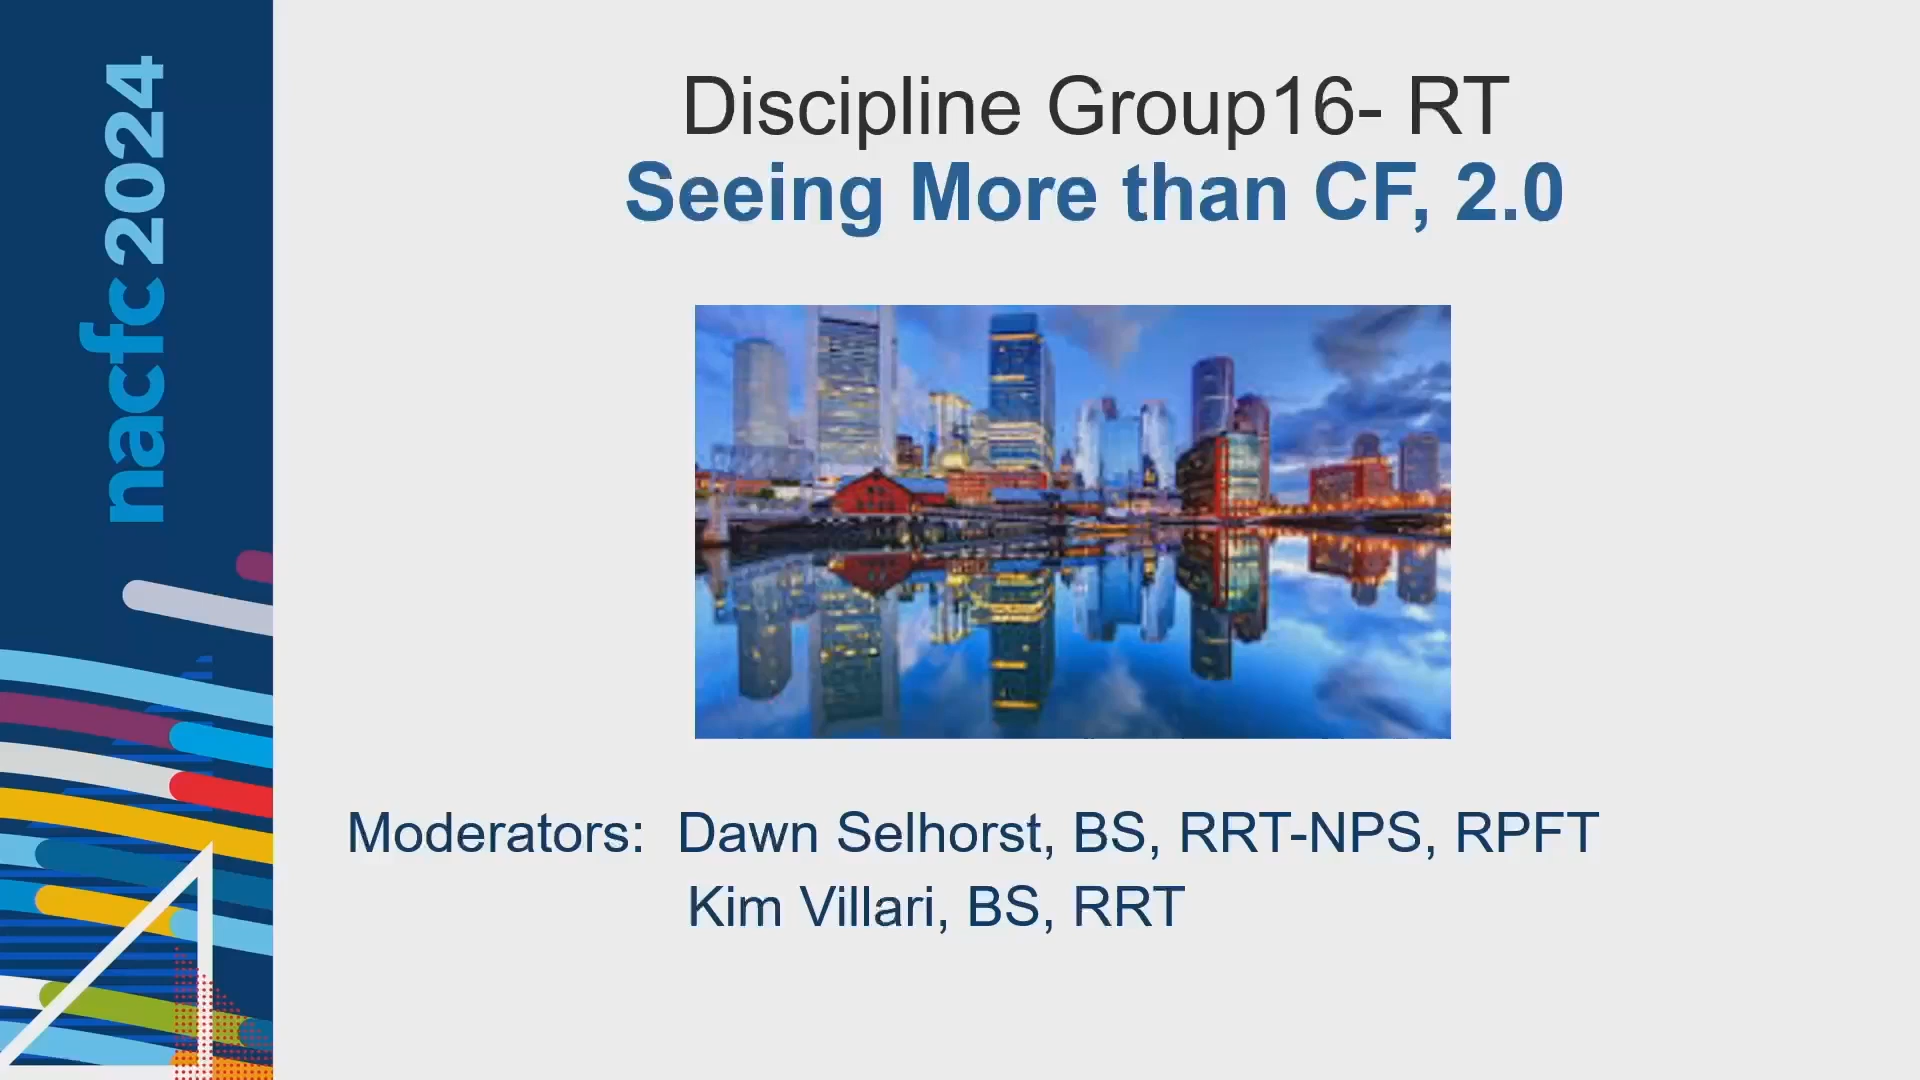 nacfc2024
Discipline Group16- RT
Seeing More than CF, 2.0
Moderators: Dawn Selhorst, BS, RRT-NPS, RPFT
Kim Villari, BS, RRT